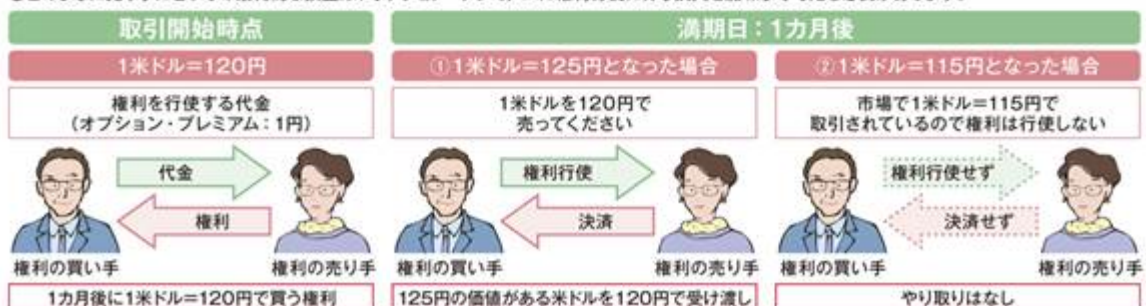 取引開始時点
満期日：1カ月後
1米ドル＝120円
①1米ドル＝125円となった場合
②1米ドル＝115円となった場合
権利を行使する代金
（オプション・プレミアム：1円）
1米ドルを120円で
売ってください
市場で1米ドル＝115円で
取引されているので権利は行使しない
代金
権利
権利の買い手
権利の売り手
権利行使
決済
権利の買い手
権利の売り手
権利行使せず
決済せず
権利の買い手
権利の売り手
1カ月後に1米ドル＝120円で買う権利
125円の価値がある米ドルを120円で受け渡し
やり取りはなし